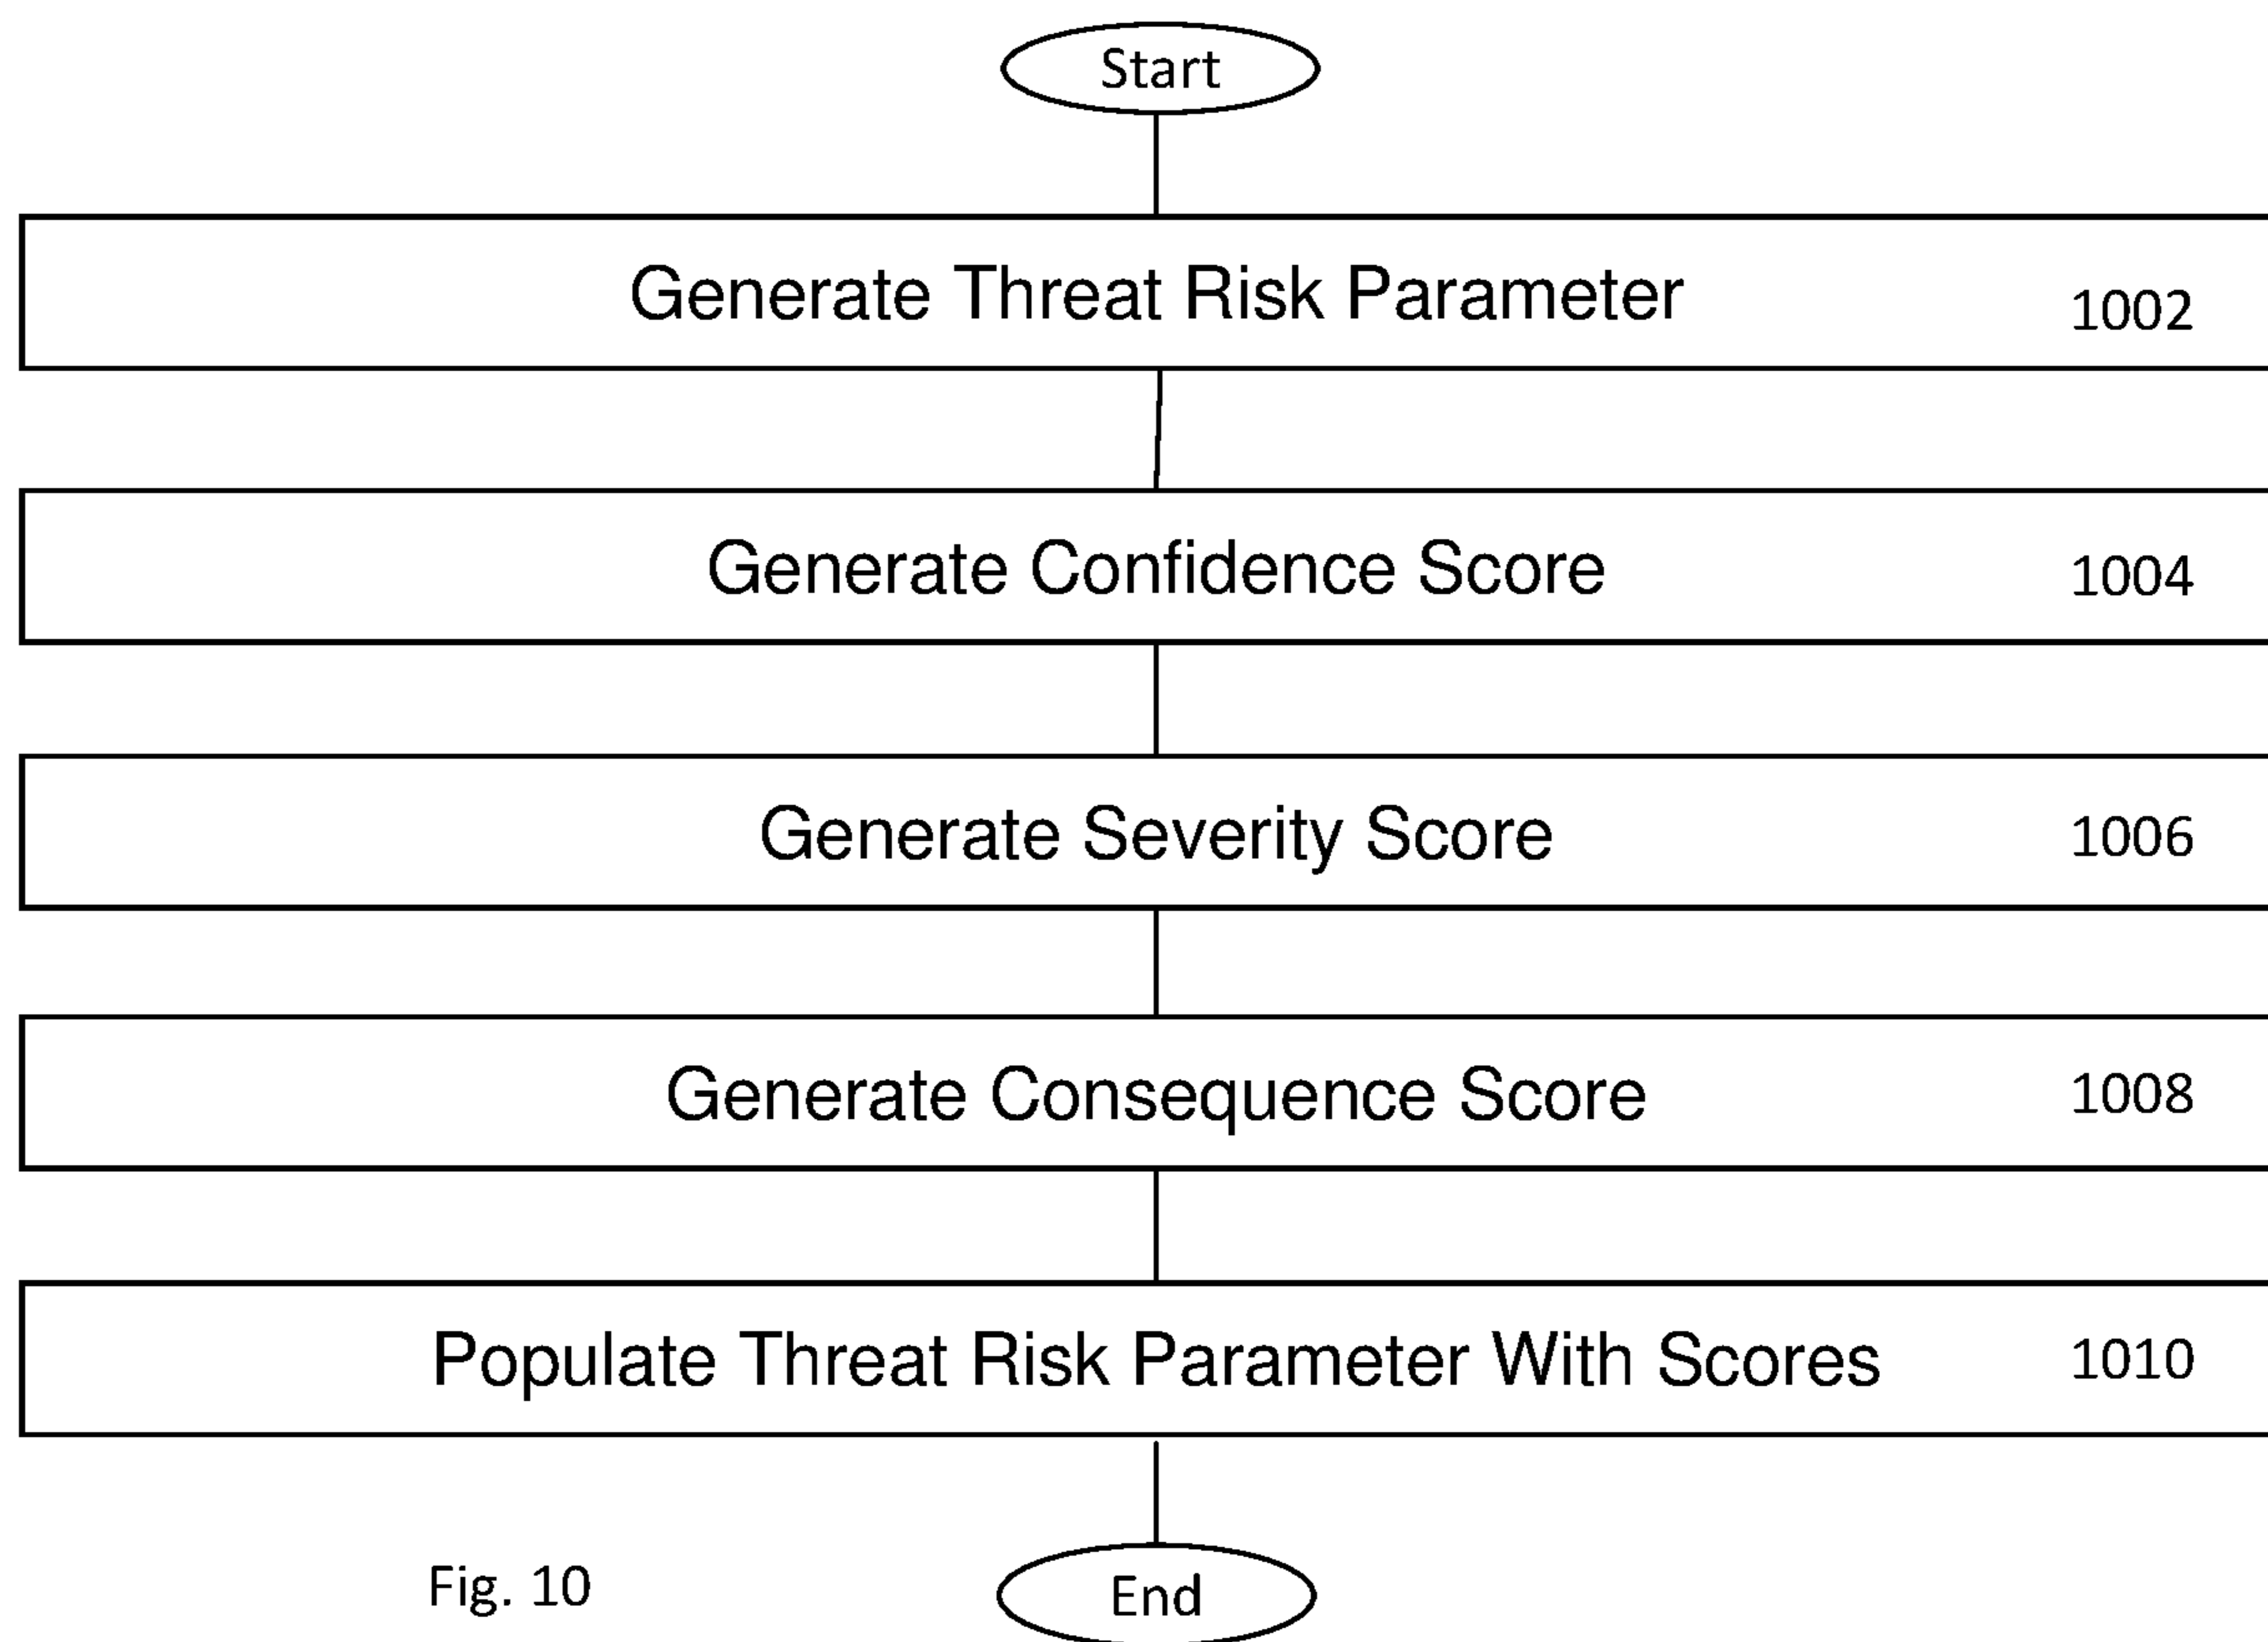 Start
Generate Threat Risk Parameter 1002
Generate Confidence Score 1004
Generate Severity Score 1006
Generate Consequence Score 1008
Populate Threat Risk Parameter With Scores 1010
Fig. 10
End